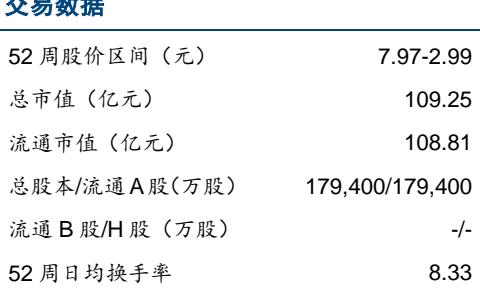 交易数据
52 周股价区间（元） 7.97-2.99
总市值（亿元） 109.25
流通市值（亿元） 108.81
总股本/流通 A 股（万股） 179,400/179,400
流通 B 股/H 股（万股） -/-
52 周日均换手率 8.33